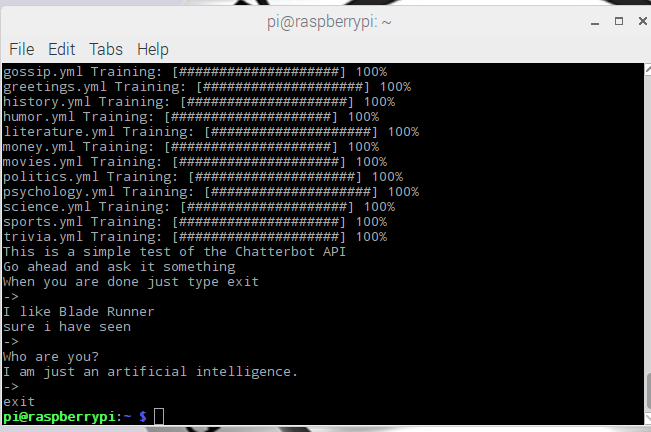 pi@raspberrypi: ~
File Edit Tabs Help
gossip.yml Training: [####################] 100%
greetings.yml Training: [####################] 100%
history.yml Training: [####################] 100%
humor.yml Training: [####################] 100%
literature.yml Training: [####################] 100%
money.yml Training: [####################] 100%
movies.yml Training: [####################] 100%
politics.yml Training: [####################] 100%
psychology.yml Training: [####################] 100%
science.yml Training: [####################] 100%
sports.yml Training: [####################] 100%
trivia.yml Training: [####################] 100%
This is a simple test of the Chatterbot API
Go ahead and ask it something
When you are done just type exit
->
I like Blade Runner
sure i have seen
->
Who are you?
I am just an artificial intelligence.
->
exit
pi@raspberrypi:~ $